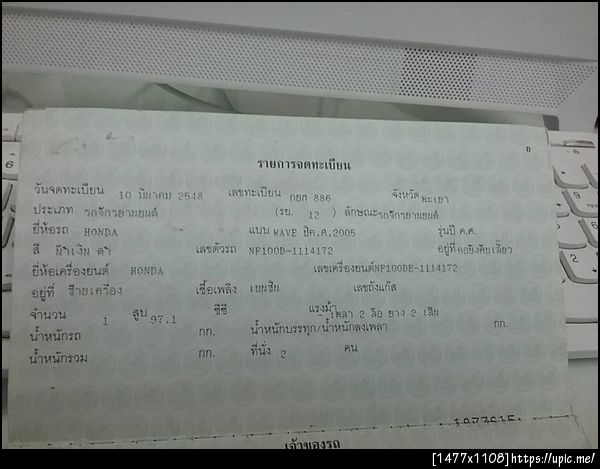 8
รายการจดทะเบียน
วันจดทะเบียน 10 มีนาคม 2548 เลขทะเบียน กยก 886 จังหวัด พะเยา
ประเภท รถจักรยานยนต์ (รย. 12 ) ลักษณะ รถจักรยานยนต์
ยี่ห้อรถ HONDA แบบ WAVE ปีค.ศ.2005 รุ่นปี ค.ศ.
สี น้ำเงิน ดำ เลขตัวรถ NF100D-1114172 อยู่ที่ คอบังคับเลี้ยว
ยี่ห้อเครื่องยนต์ HONDA เลขเครื่องยนต์ NF100DE-1114172
อยู่ที่ ซ้ายเครื่อง เชื้อเพลิง เบนซิน เลขถังแก๊ส
จำนวน 1 สูบ 97.1 ซีซี แรงม้า - เพลา 2 ล้อ ยาง 2 เส้น
น้ำหนักรถ กก. น้ำหนักบรรทุก/น้ำหนักลงเพลา กก.
น้ำหนักรวม กก. ที่นั่ง 2 คน
เจ้าของรถ
[1477x1108]https://upic.me/